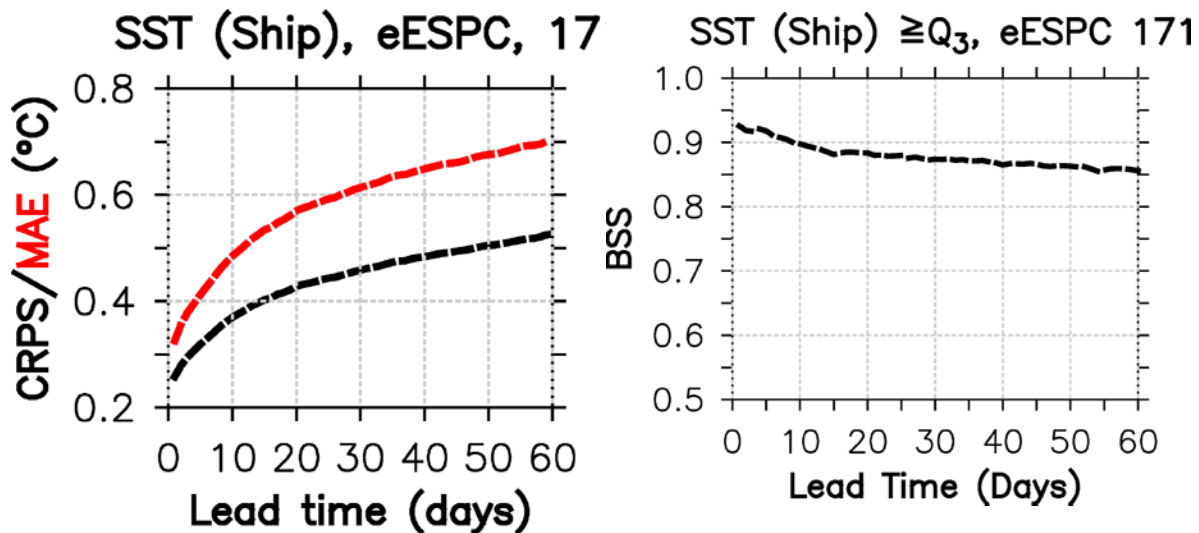 SST (Ship), eESPC, 17
CRPS/MAE (°C)
0.8
0.6
0.4
0.2
0 10 20 30 40 50 60
Lead time (days)
SST (Ship) ≧Q3, eESPC 171
BSS
1.0
0.9
0.8
0.7
0.6
0.5
0 10 20 30 40 50 60
Lead Time (Days)